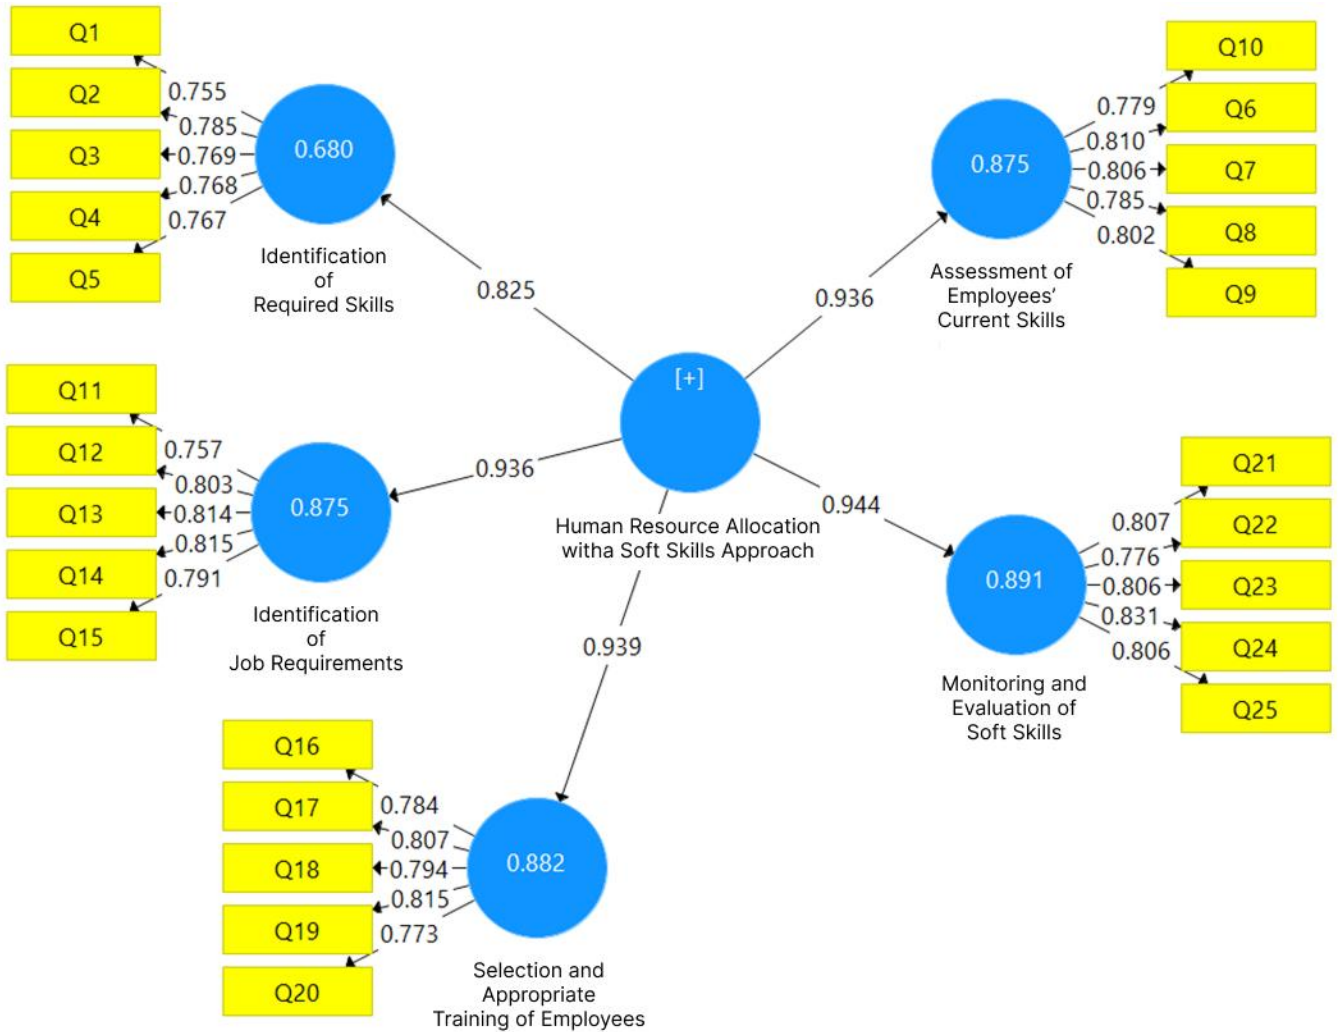 Q1
Q2
Q3
Q4
Q5
0.755
0.785
0.769
0.768
0.767
0.680
Identification
of
Required Skills
0.825
Q10
Q6
Q7
Q8
Q9
0.779
0.810
0.806
0.785
0.802
0.875
Assessment of
Employees’
Current Skills
0.936
[+]
Human Resource Allocation
witha Soft Skills Approach
Q11
Q12
Q13
Q14
Q15
0.757
0.803
0.814
0.815
0.791
0.875
Identification
of
Job Requirements
0.936
Q21
Q22
Q23
Q24
Q25
0.807
0.776
0.806
0.831
0.806
0.891
Monitoring and
Evaluation of
Soft Skills
0.944
0.939
Q16
Q17
Q18
Q19
Q20
0.784
0.807
0.794
0.815
0.773
0.882
Selection and
Appropriate
Training of Employees